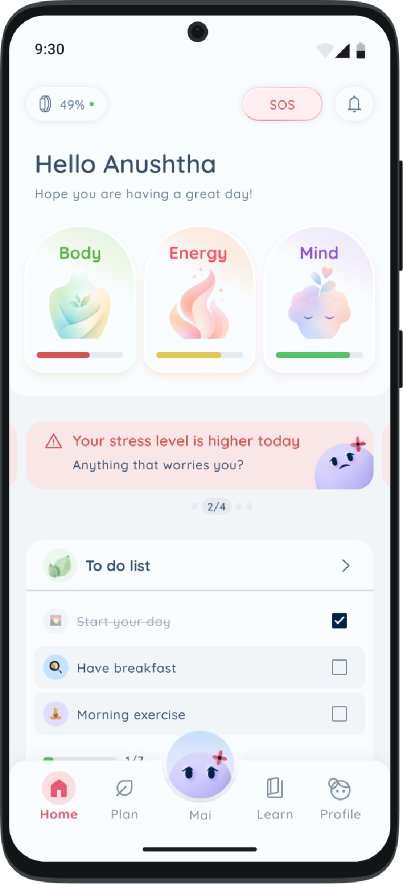 9:30
49%
SOS
Hello Anushtha
Hope you are having a great day!
Body
Energy
Mind
Your stress level is higher today
Anything that worries you?
2/4
To do list
Start your day
Have breakfast
Morning exercise
1/7
Home
Plan
Mai
Learn
Profile